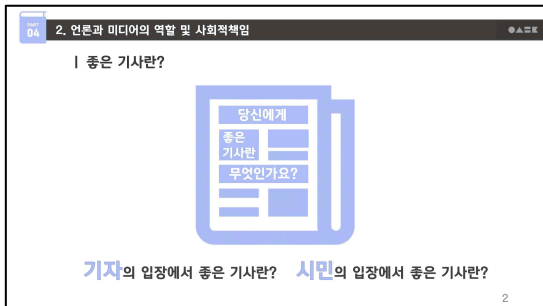 PART
04
2. 언론과 미디어의 역할 및 사회적책임
| 좋은 기사란?
당신에게
좋은
기사란
무엇인가요?
기자의 입장에서 좋은 기사란? 시민의 입장에서 좋은 기사란?
2